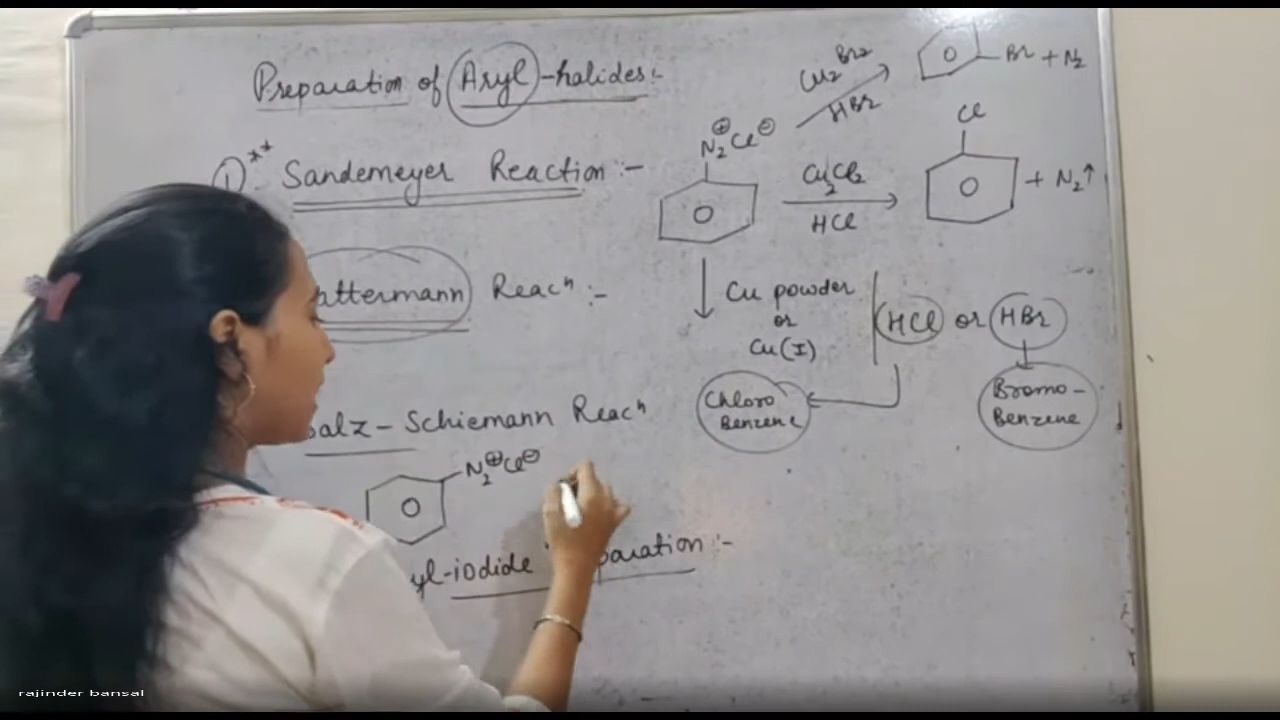 Preparation of Aryl-halides:-
1** Sandemeyer Reaction :-
attermann Reacⁿ :-
balz - Schiemann Reacⁿ
N₂⊕Cl⊖
yl-iodide paration :-
Cu₂Br₂
HBr
Br + N₂
N₂⊕Cl⊖
Cu₂Cl₂
HCl
Cl
+ N₂↑
Cu powder
or
Cu(I)
HCl or HBr
Chloro
Benzene
Bromo-
Benzene
rajinder bansal